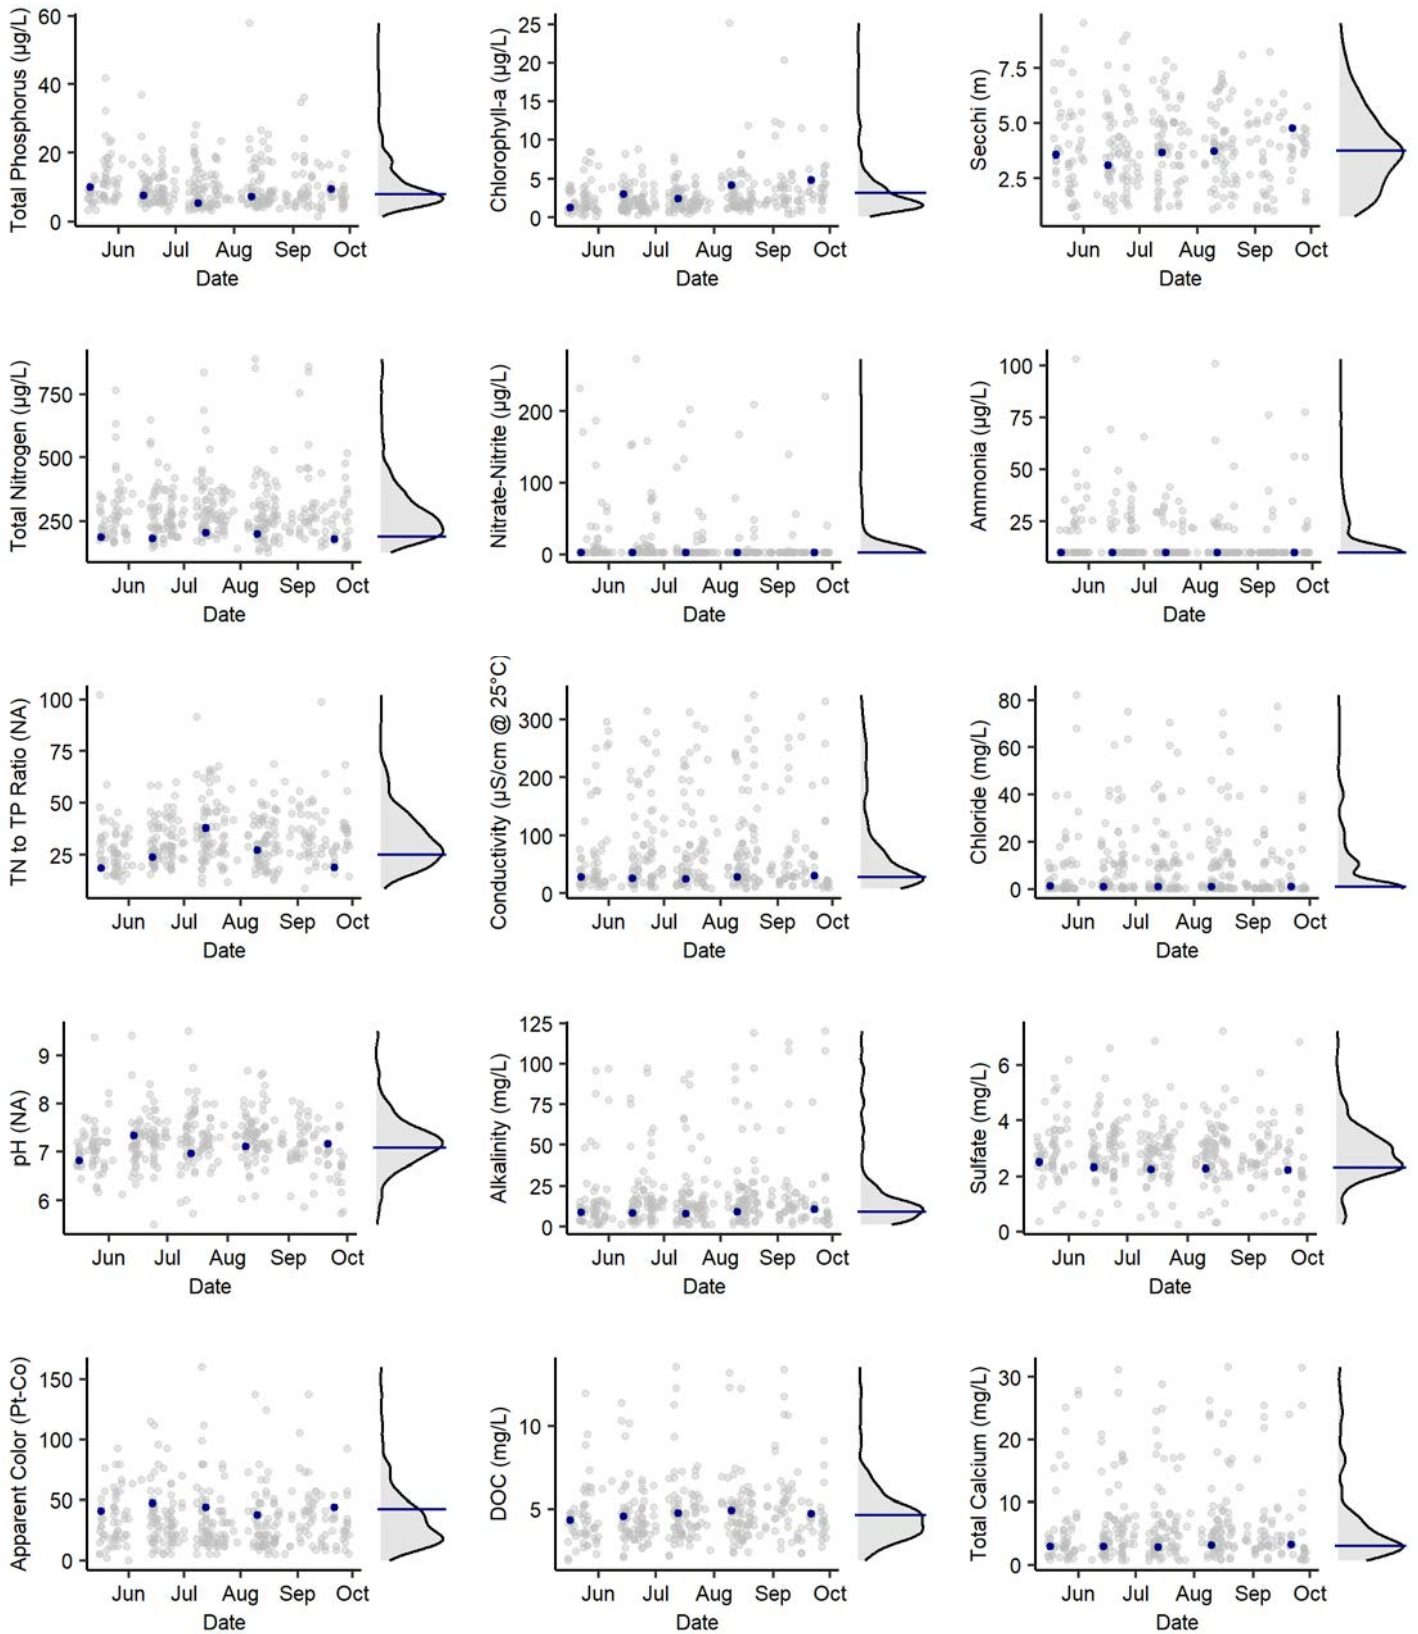 Total Phosphorus (µg/L)
60
40
20
0
Jun Jul Aug Sep Oct
Date
Chlorophyll-a (µg/L)
25
20
15
10
5
0
Jun Jul Aug Sep Oct
Date
Secchi (m)
7.5
5.0
2.5
Jun Jul Aug Sep Oct
Date
Total Nitrogen (µg/L)
750
500
250
Jun Jul Aug Sep Oct
Date
Nitrate-Nitrite (µg/L)
200
100
0
Jun Jul Aug Sep Oct
Date
Ammonia (µg/L)
100
75
50
25
Jun Jul Aug Sep Oct
Date
TN to TP Ratio (NA)
100
75
50
25
Jun Jul Aug Sep Oct
Date
Conductivity (µS/cm @ 25°C)
300
200
100
0
Jun Jul Aug Sep Oct
Date
Chloride (mg/L)
80
60
40
20
0
Jun Jul Aug Sep Oct
Date
pH (NA)
9
8
7
6
Jun Jul Aug Sep Oct
Date
Alkalinity (mg/L)
125
100
75
50
25
0
Jun Jul Aug Sep Oct
Date
Sulfate (mg/L)
6
4
2
0
Jun Jul Aug Sep Oct
Date
Apparent Color (Pt-Co)
150
100
50
0
Jun Jul Aug Sep Oct
Date
DOC (mg/L)
10
5
Jun Jul Aug Sep Oct
Date
Total Calcium (mg/L)
30
20
10
0
Jun Jul Aug Sep Oct
Date